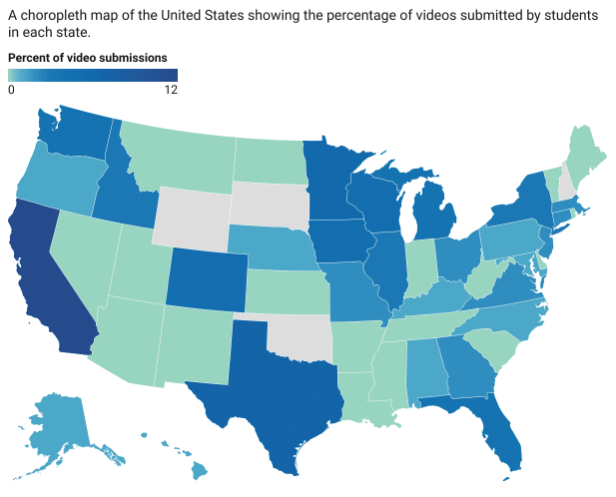 A choropleth map of the United States showing the percentage of videos submitted by students
in each state.
Percent of video submissions
0 12